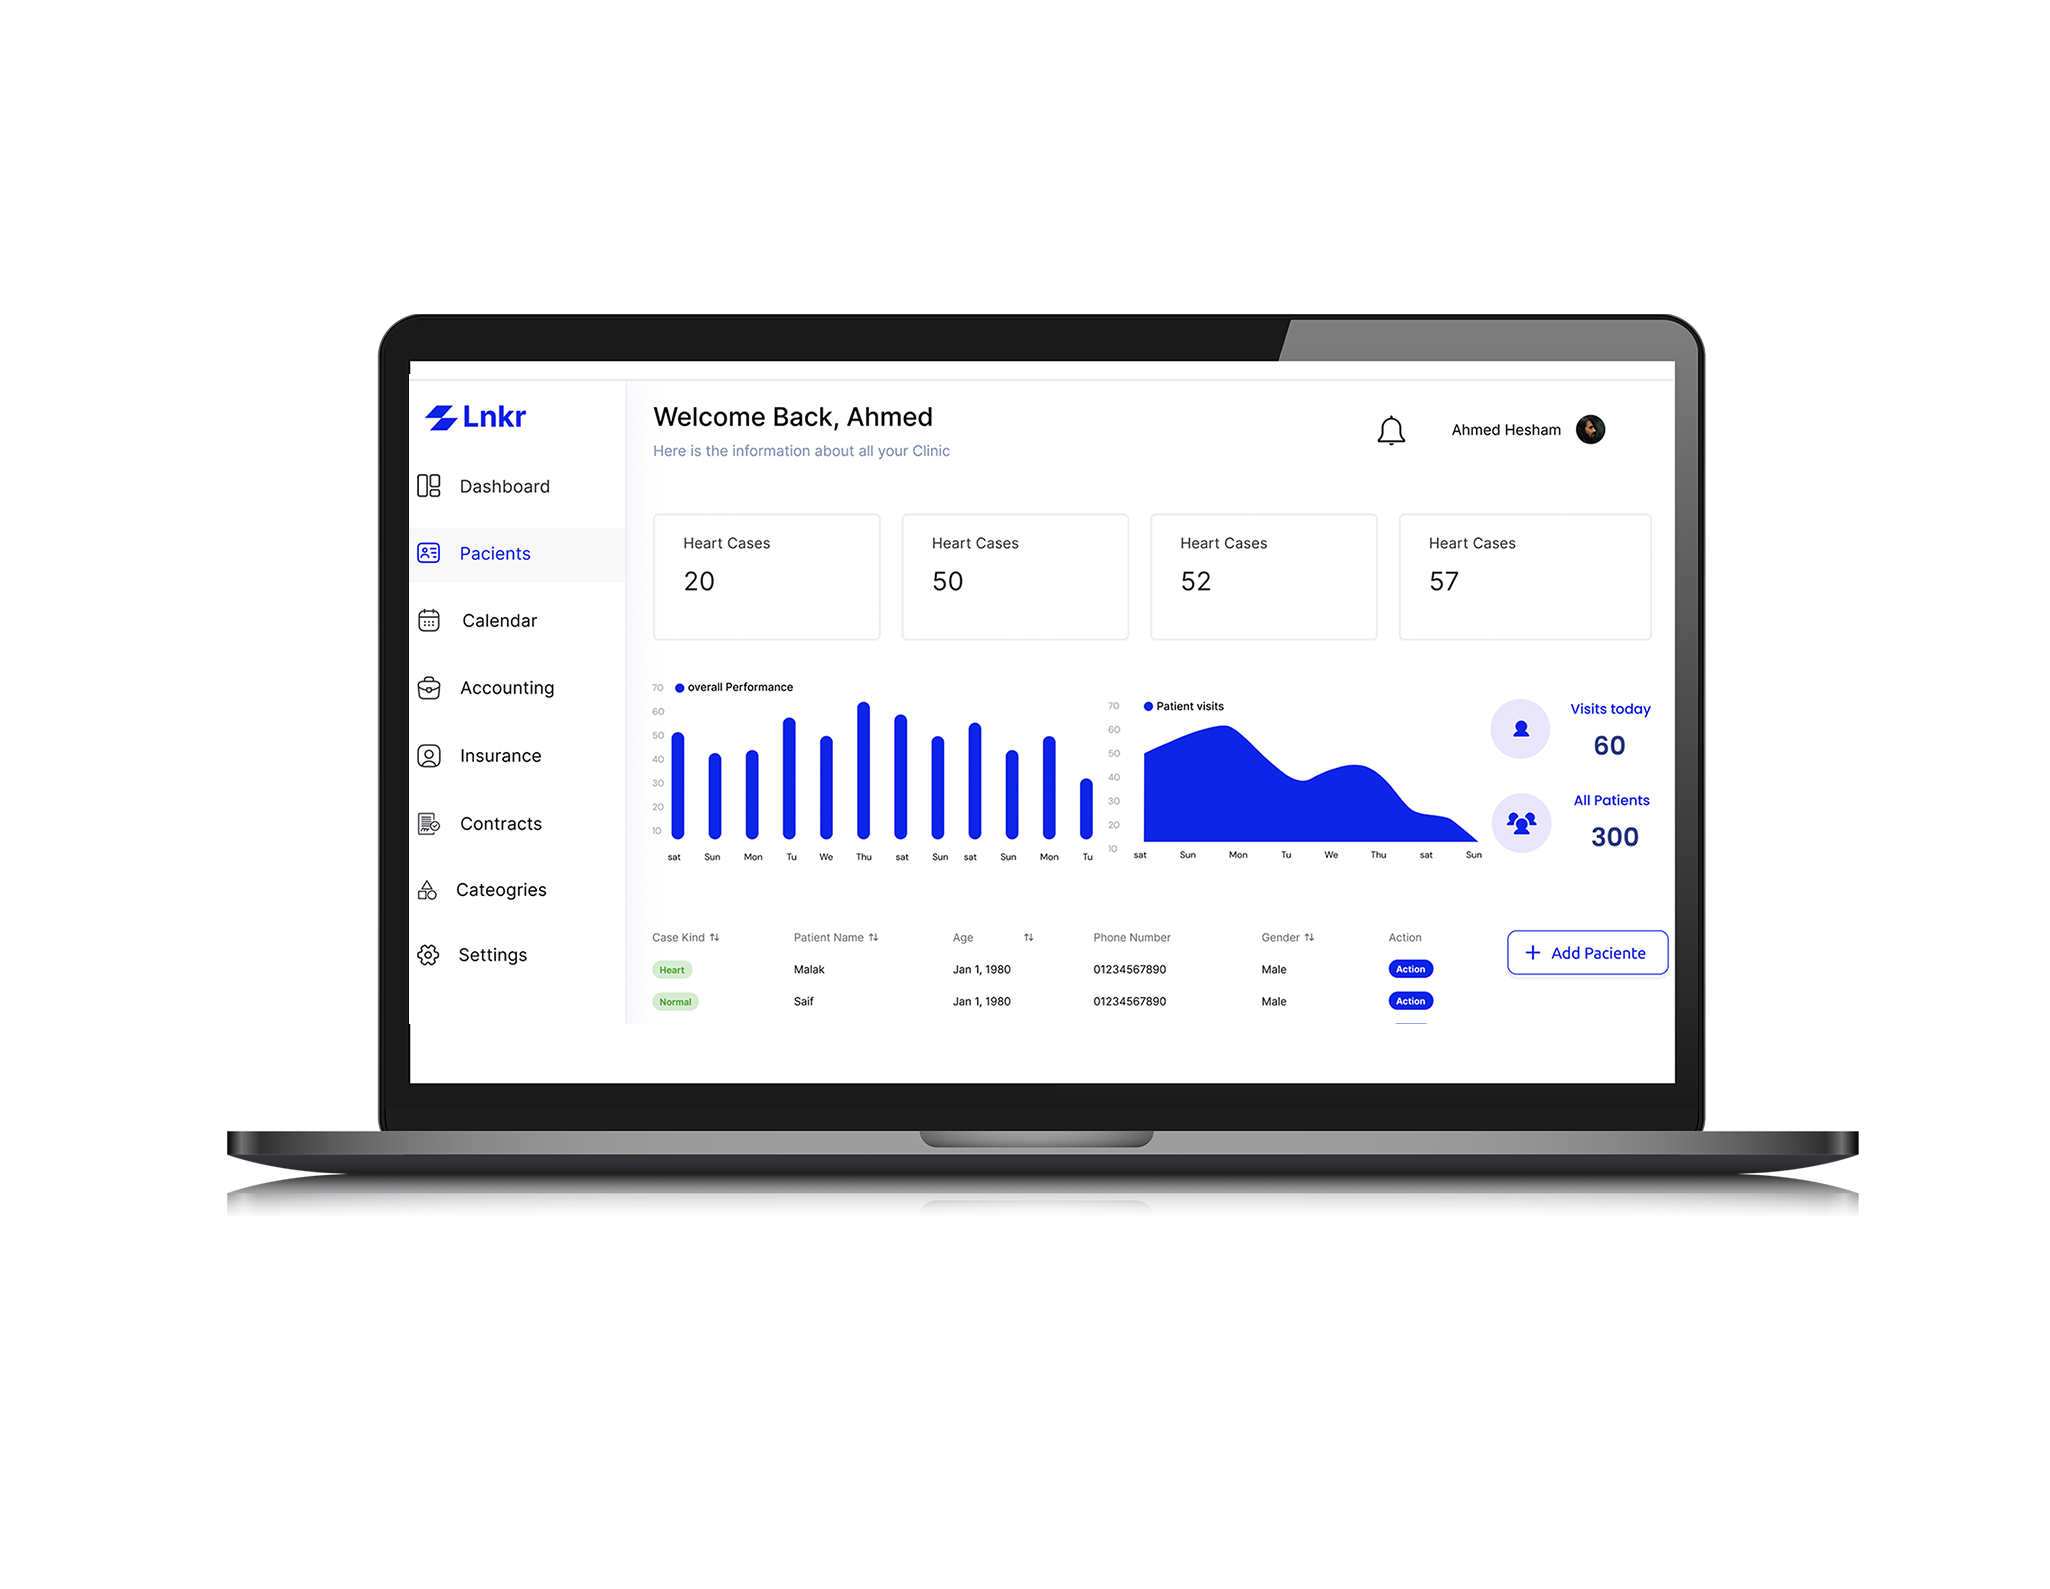 Lnkr
Dashboard
Pacients
Calendar
Accounting
Insurance
Contracts
Cateogries
Settings
Welcome Back, Ahmed
Here is the information about all your Clinic
Ahmed Hesham
Heart Cases
20
Heart Cases
50
Heart Cases
52
Heart Cases
57
overall Performance
70
60
50
40
30
20
10
sat Sun Mon Tu We Thu sat Sun sat Sun Mon Tu
Patient visits
70
60
50
40
30
20
10
sat Sun Mon Tu We Thu sat Sun
Visits today
60
All Patients
300
Case Kind Patient Name Age Phone Number Gender Action
Heart Malak Jan 1, 1980 01234567890 Male Action
Normal Saif Jan 1, 1980 01234567890 Male Action
+ Add Paciente